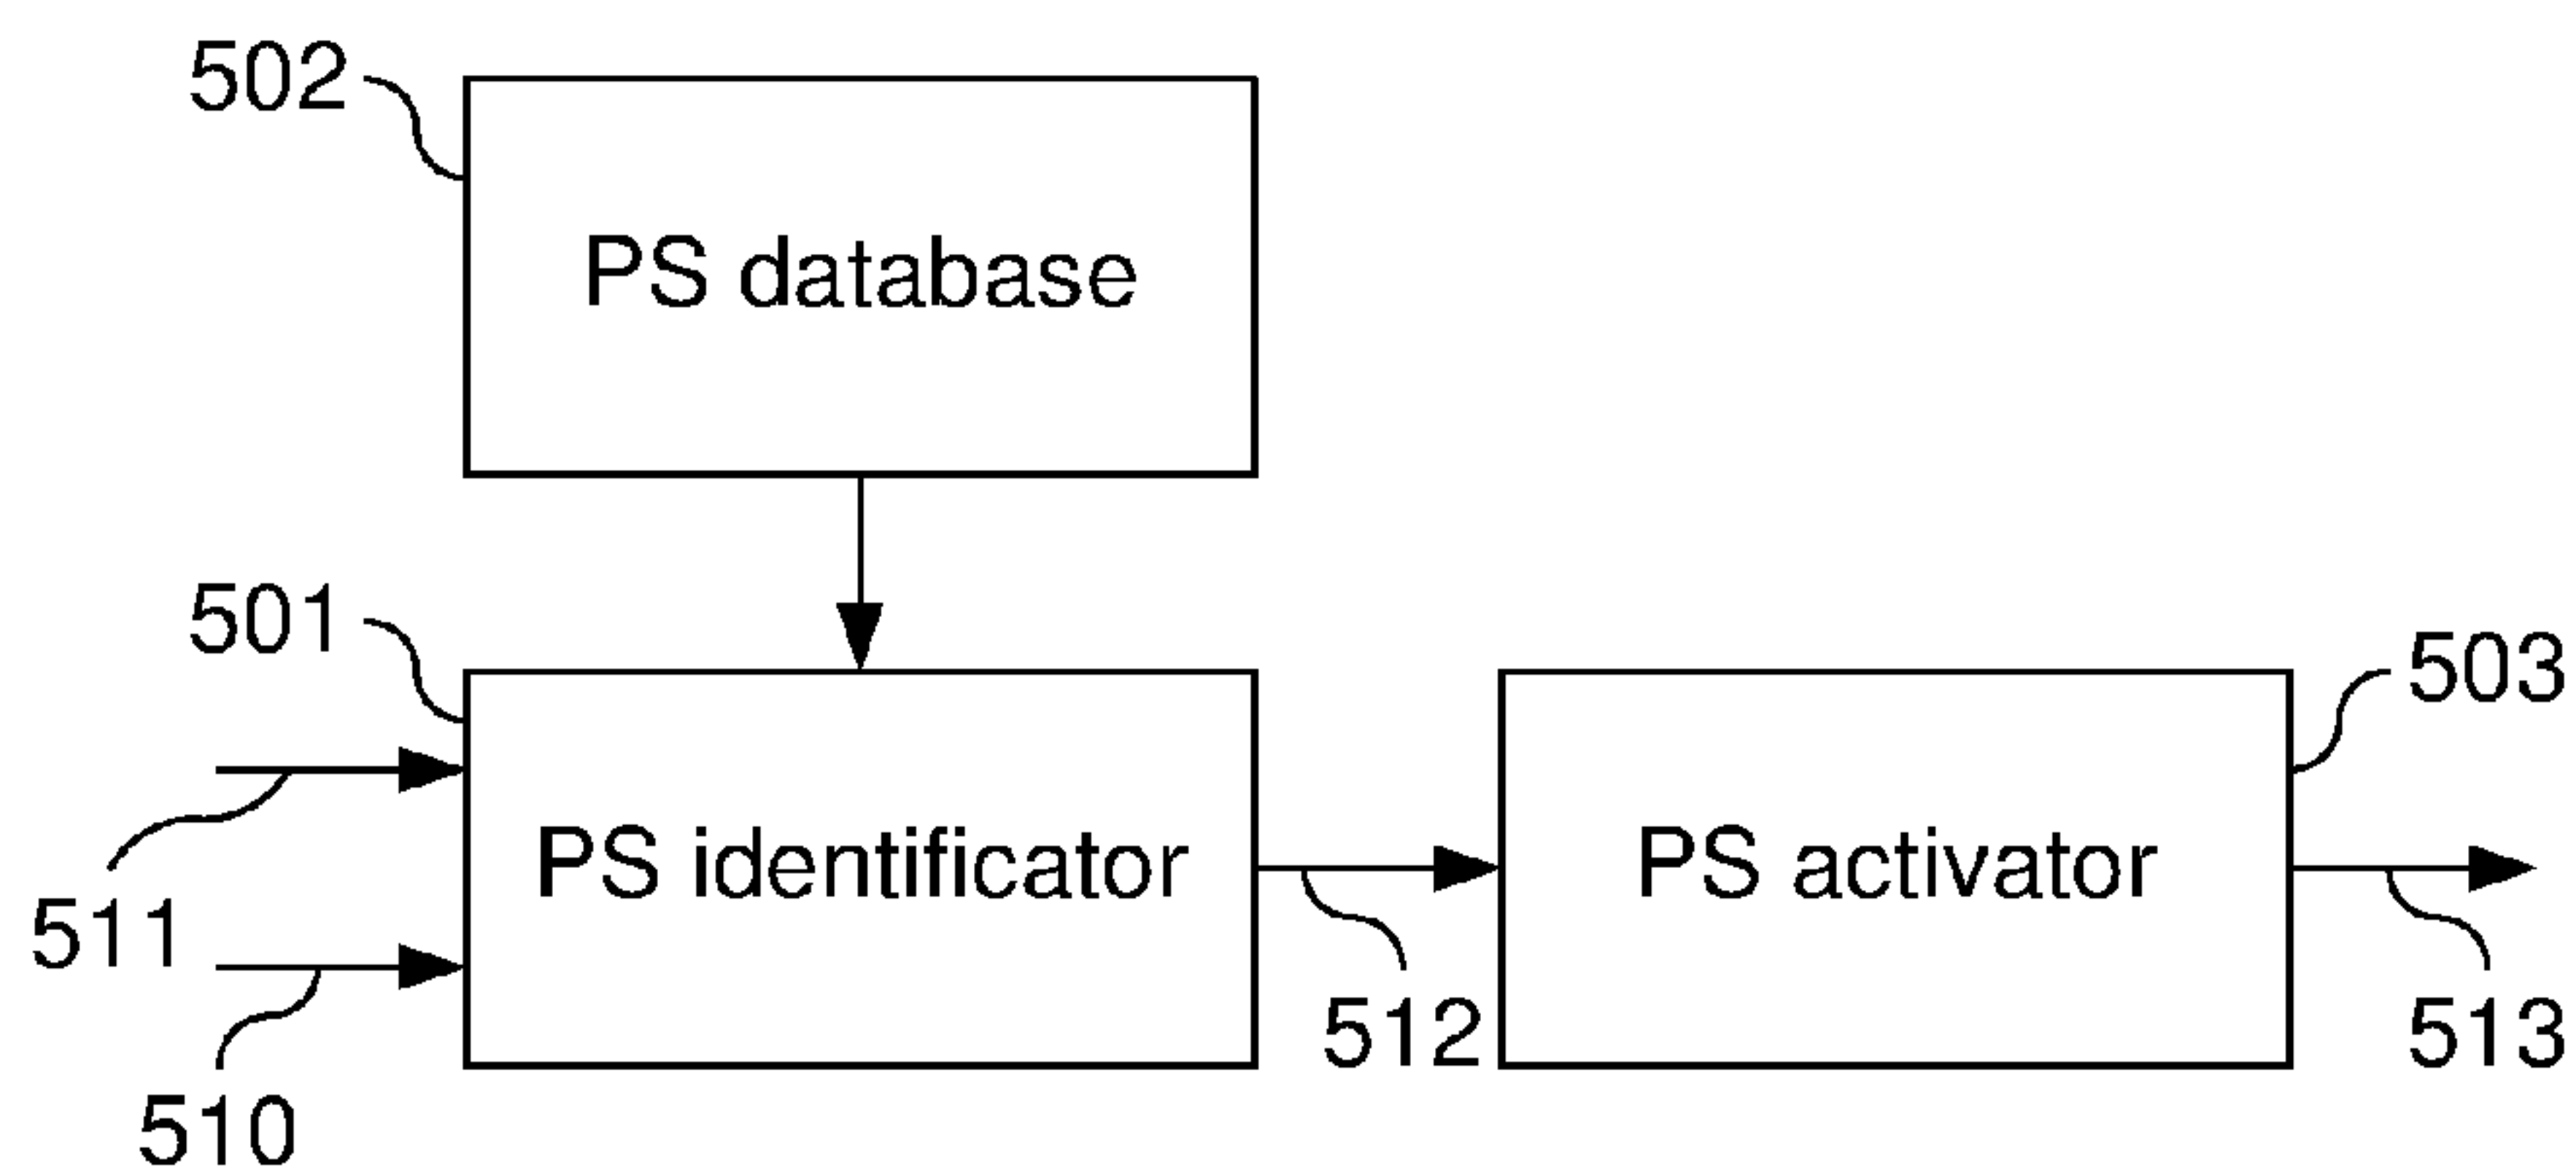 502
PS database
501
503
511
PS identificator
PS activator
510
512
513